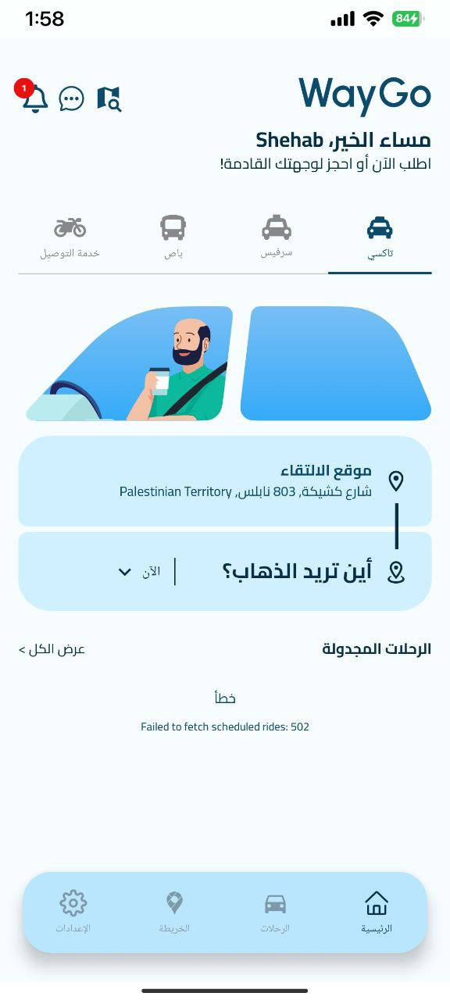 1:58
84
1
WayGo
مساء الخير، Shehab
اطلب الآن أو احجز لوجهتك القادمة!
تاكسي
سرفيس
باص
خدمة التوصيل
موقع الالتقاء
شارع كشيكة, 803 نابلس, Palestinian Territory
أين تريد الذهاب؟
الآن
الرحلات المجدولة
عرض الكل >
خطأ
Failed to fetch scheduled rides: 502
الرئيسية
الرحلات
الخريطة
الإعدادات